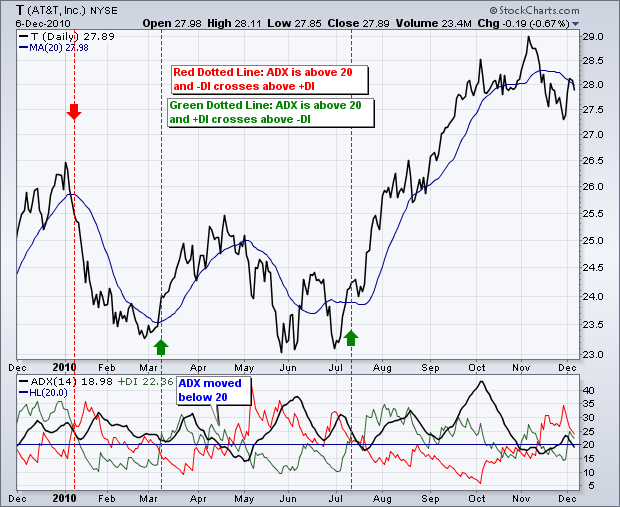 T (AT&T, Inc.) NYSE
© StockCharts.com
6-Dec-2010
Open 27.98 High 28.11 Low 27.85 Close 27.89 Volume 23.4M Chg -0.19 (-0.67%)
T (Daily) 27.89
MA(20) 27.98
Red Dotted Line: ADX is above 20
and -DI crosses above +DI
Green Dotted Line: ADX is above 20
and +DI crosses above -DI
29.0
28.5
28.0
27.5
27.0
26.5
26.0
25.5
25.0
24.5
24.0
23.5
23.0
Dec 2010 Feb Mar Apr May Jun Jul Aug Sep Oct Nov Dec
ADX(14) 18.98 +DI 22.36
HL(20.0)
ADX moved
below 20
40
35
30
25
20
15
10
5
Dec 2010 Feb Mar Apr May Jun Jul Aug Sep Oct Nov Dec